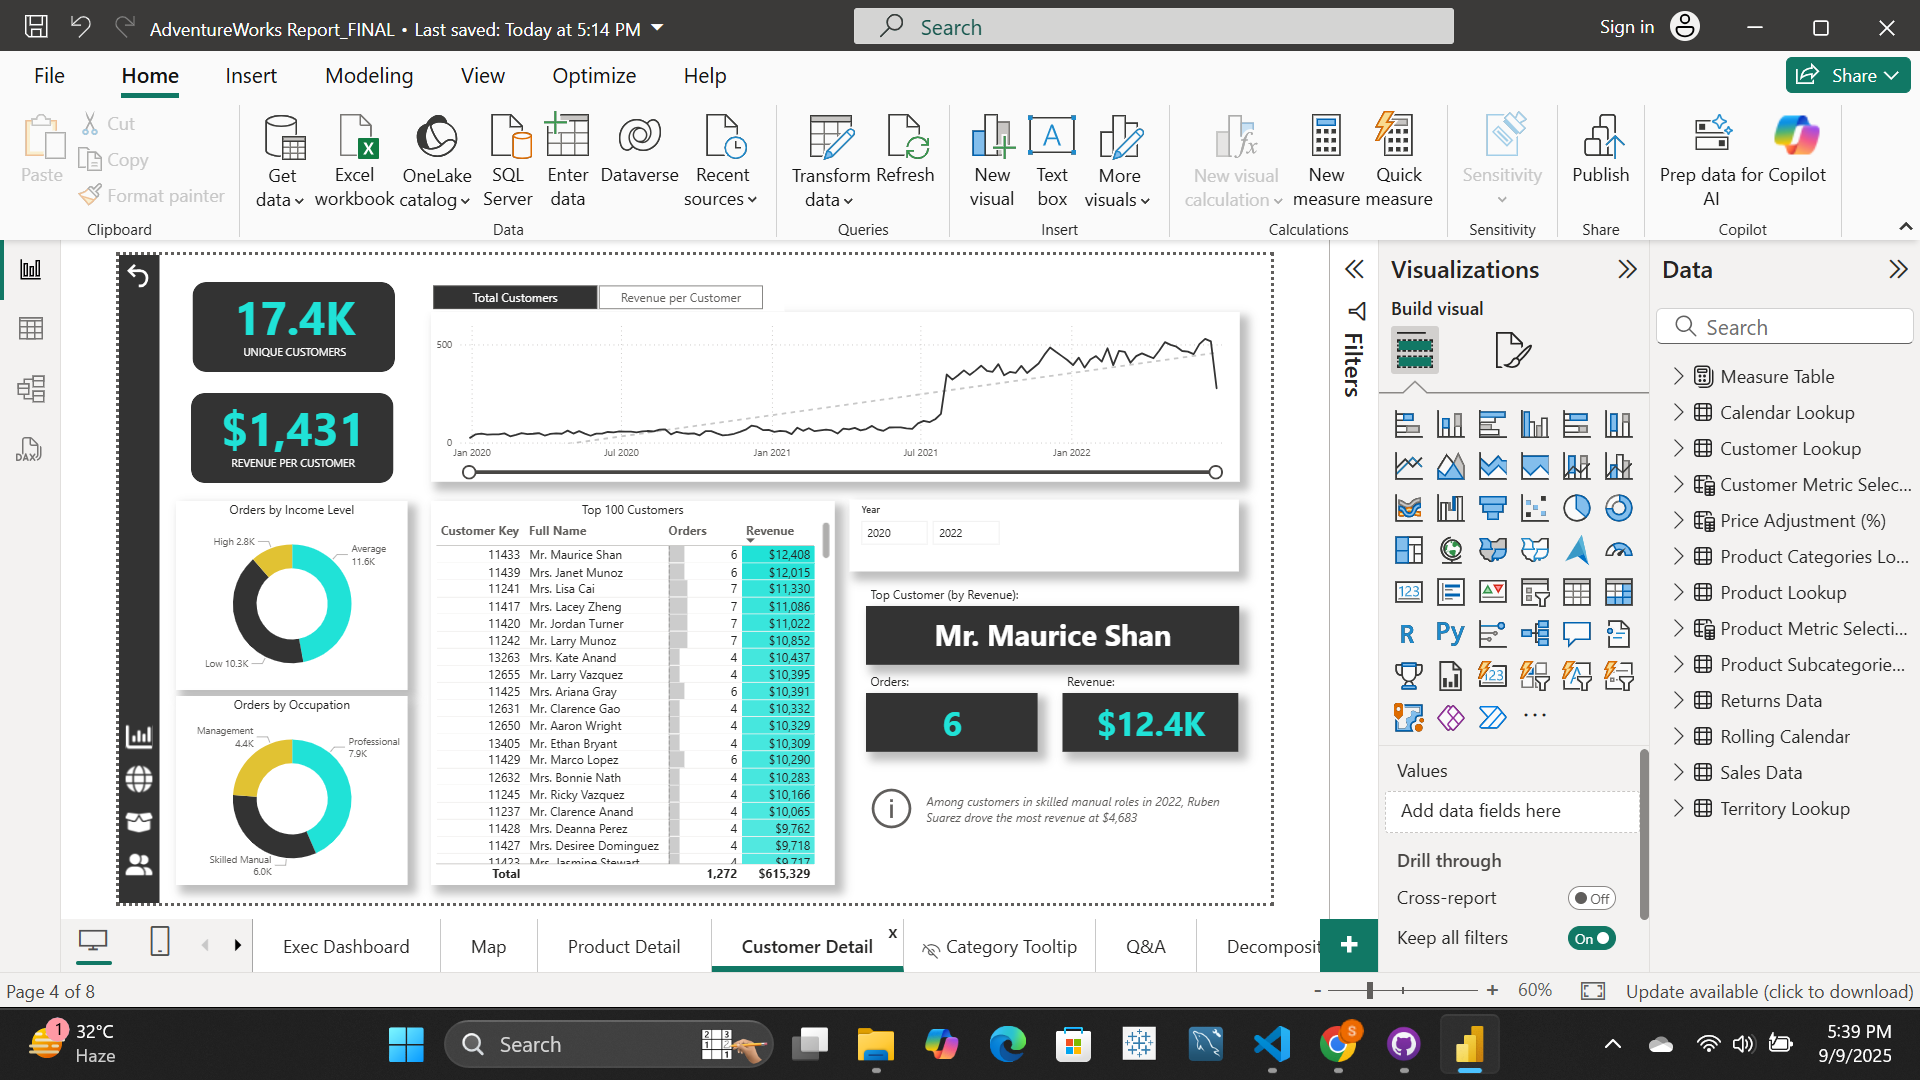 AdventureWorks Report_FINAL • Last saved: Today at 5:14 PM
Search
Sign in
File
Home
Insert
Modeling
View
Optimize
Help
Share
Paste
Cut
Copy
Format painter
Clipboard
Get data
Excel workbook
OneLake catalog
SQL Server
Enter data
Dataverse
Recent sources
Data
Transform data
Refresh
Queries
New visual
A
Text box
More visuals
Insert
New visual calculation
New measure
Quick measure
Calculations
Sensitivity
Sensitivity
Publish
Share
Prep data for AI
Copilot
Copilot
DAX
17.4K
UNIQUE CUSTOMERS
$1,431
REVENUE PER CUSTOMER
Total Customers
Revenue per Customer
500
0
Jan 2020
Jul 2020
Jan 2021
Jul 2021
Jan 2022
Orders by Income Level
High 2.8K
Average
11.6K
Low 10.3K
Orders by Occupation
Management
4.4K
Professional
7.9K
Skilled Manual
6.0K
Top 100 Customers
Customer Key Full Name Orders Revenue
11433 Mr. Maurice Shan 6 $12,408
11439 Mrs. Janet Munoz 6 $12,015
11241 Mrs. Lisa Cai 7 $11,330
11417 Mrs. Lacey Zheng 7 $11,086
11420 Mr. Jordan Turner 7 $11,022
11242 Mr. Larry Munoz 7 $10,852
13263 Mrs. Kate Anand 4 $10,437
12655 Mr. Larry Vazquez 4 $10,395
11425 Mrs. Ariana Gray 6 $10,391
12631 Mr. Clarence Gao 4 $10,332
12650 Mr. Aaron Wright 4 $10,329
13405 Mr. Ethan Bryant 4 $10,309
11429 Mr. Marco Lopez 6 $10,290
12632 Mrs. Bonnie Nath 4 $10,283
11245 Mr. Ricky Vazquez 4 $10,166
11237 Mr. Clarence Anand 4 $10,065
11428 Mrs. Deanna Perez 4 $9,762
11427 Mrs. Desiree Dominguez 4 $9,718
11423 Mrs. Jasmine Stewart 4 $9,717
Total 1,272 $615,329
Year
2020
2022
Top Customer (by Revenue):
Mr. Maurice Shan
Orders:
6
Revenue:
$12.4K
Among customers in skilled manual roles in 2022, Ruben
Suarez drove the most revenue at $4,683
Filters
Visualizations
Build visual
123
R
Py
123
Values
Add data fields here
Drill through
Cross-report
Off
Keep all filters
On
Data
Search
Measure Table
Calendar Lookup
Customer Lookup
Customer Metric Selec...
Price Adjustment (%)
Product Categories Lo...
Product Lookup
Product Metric Selecti...
Product Subcategorie...
Returns Data
Rolling Calendar
Sales Data
Territory Lookup
Exec Dashboard
Map
Product Detail
Customer Detail
x
Category Tooltip
Q&A
Decomposit
Page 4 of 8
60%
Update available (click to download)
1
32°C
Haze
Search
S
5:39 PM
9/9/2025